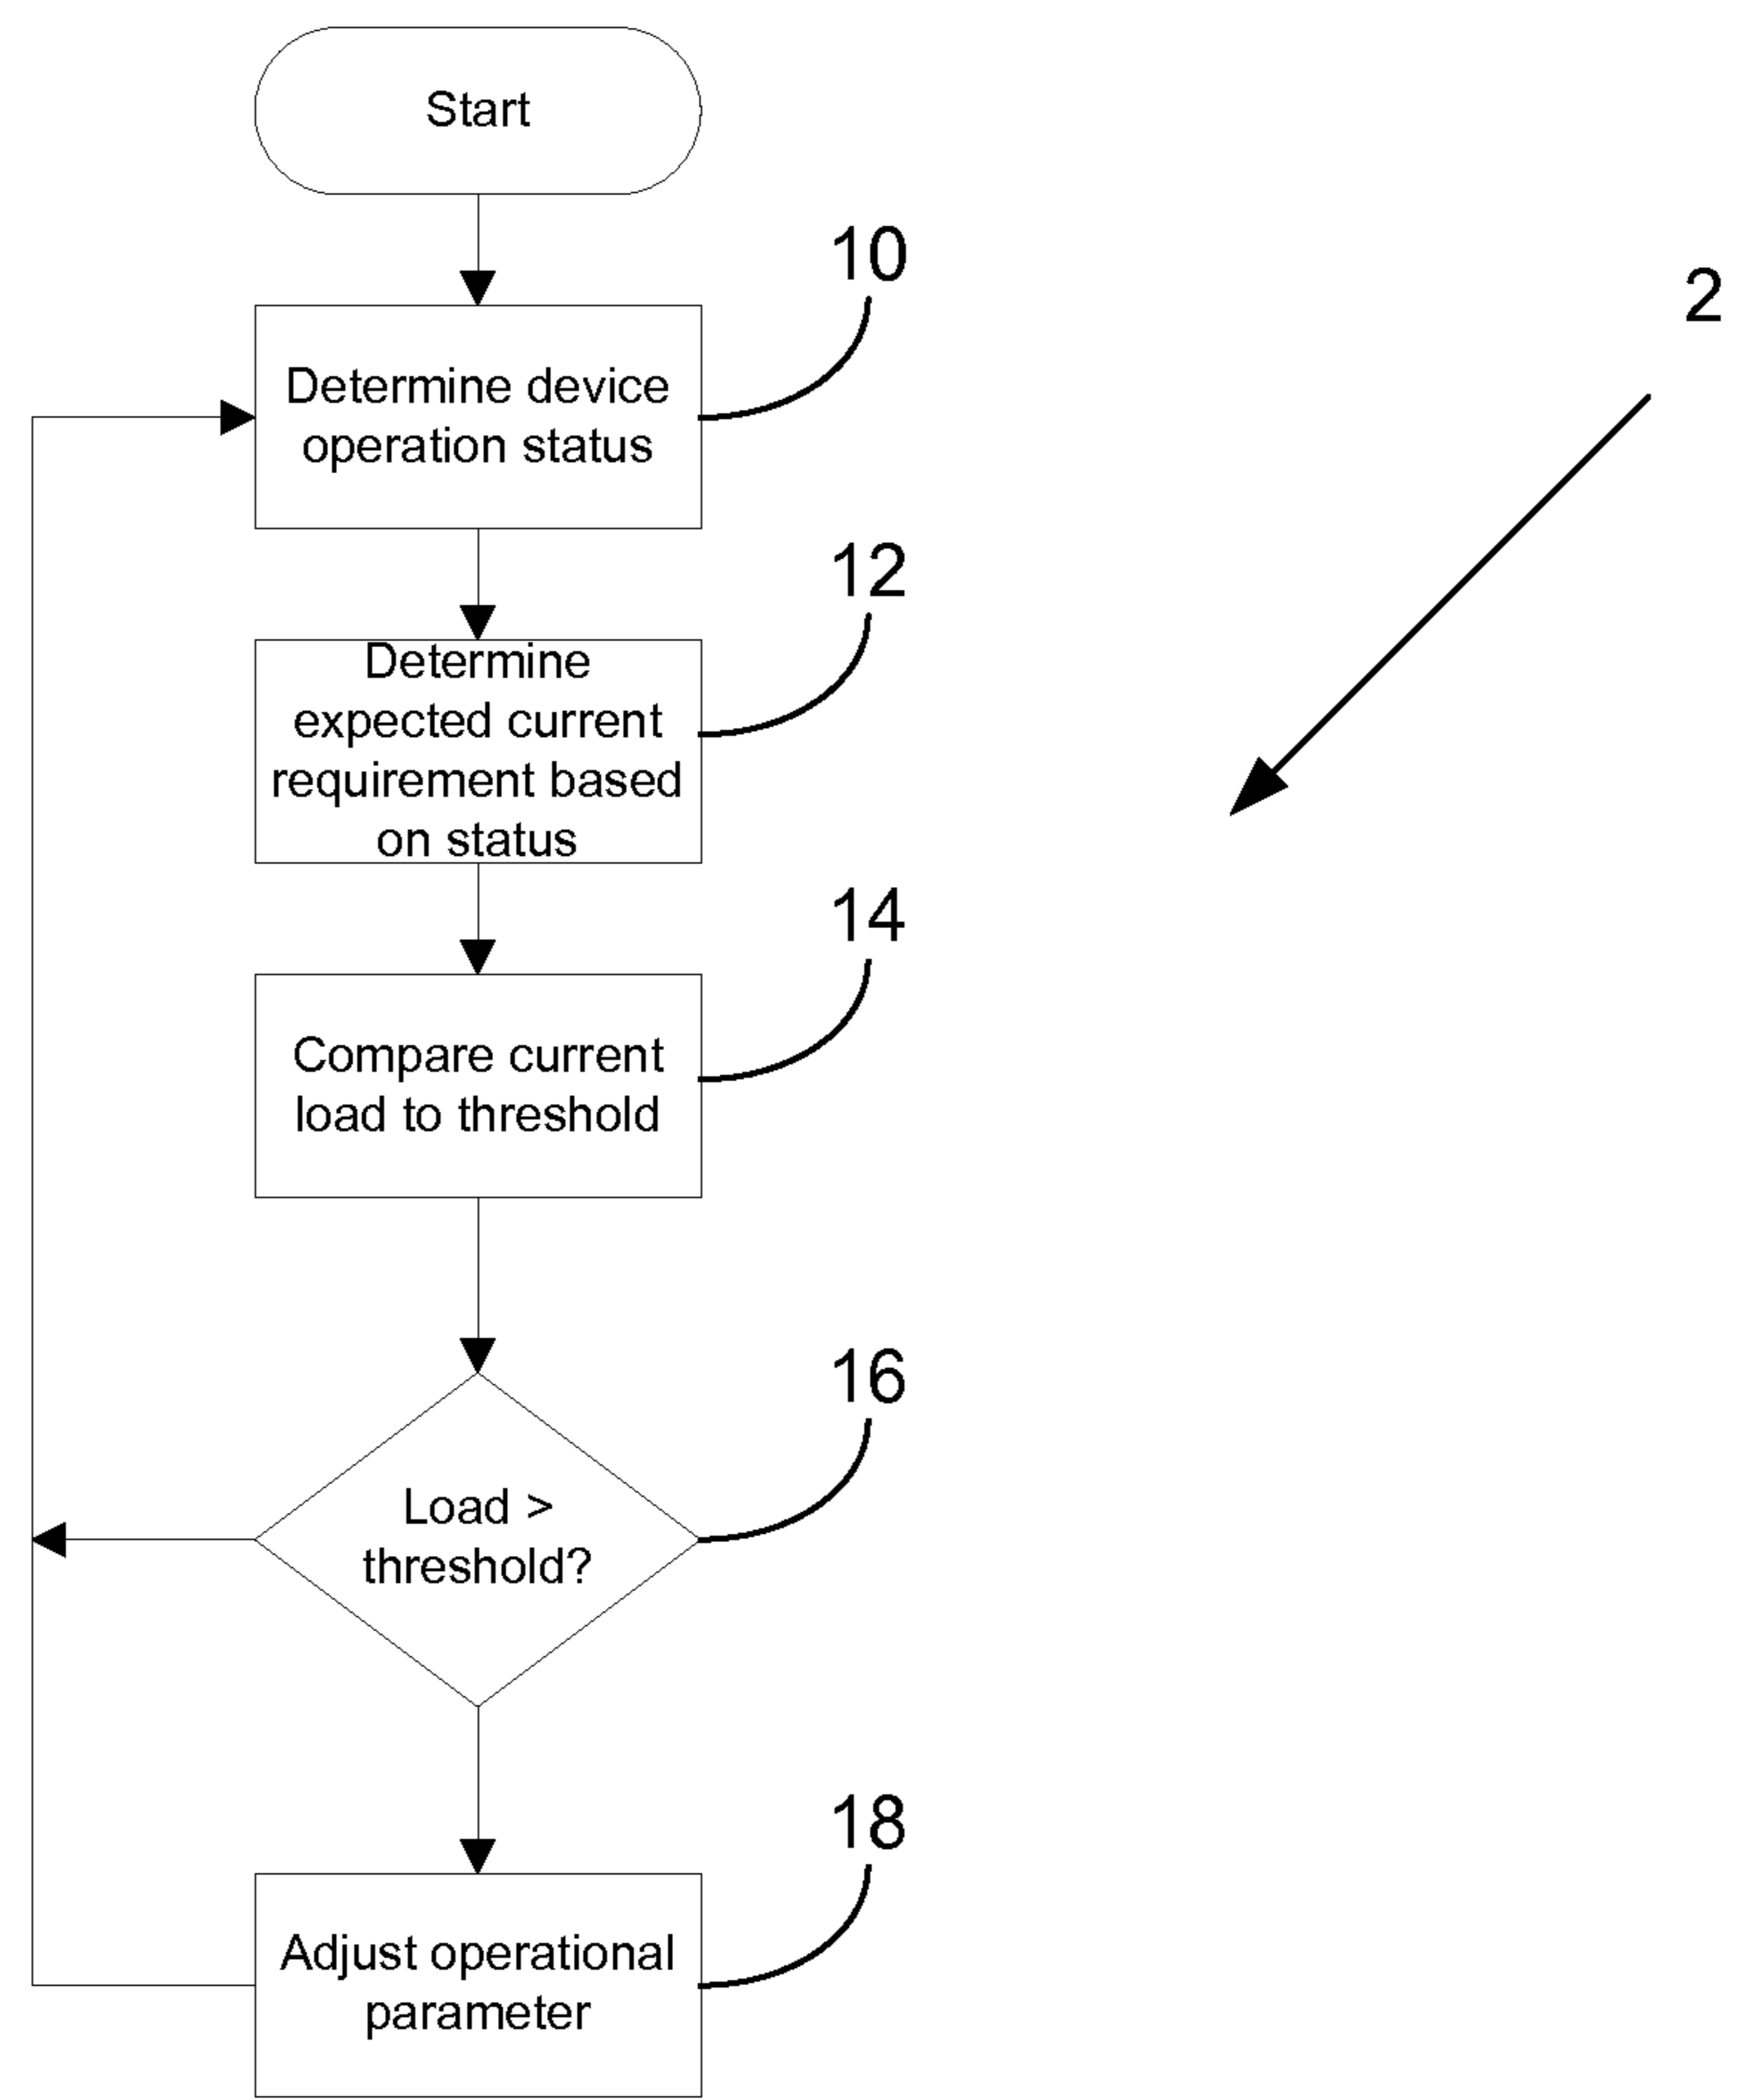 Start
10
2
Determine device
operation status
12
Determine
expected current
requirement based
on status
14
Compare current
load to threshold
16
Load >
threshold?
18
Adjust operational
parameter